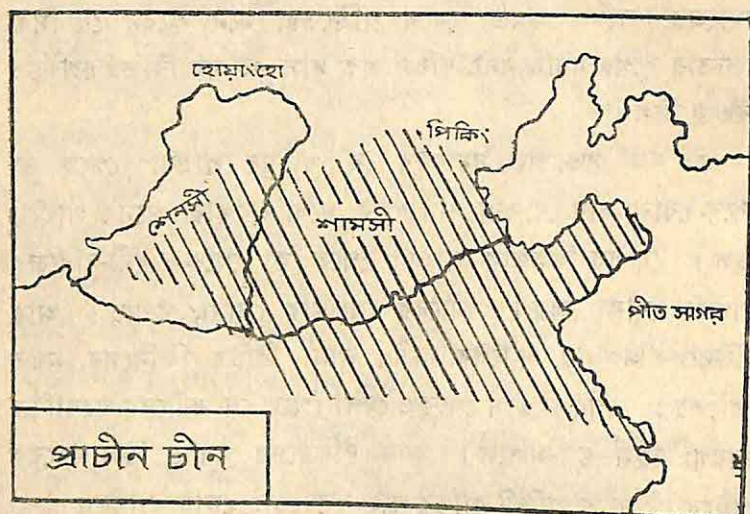 হোয়াংহো
পিকিং
শেনসী
শানসী
পীত সাগর
প্রাচীন চীন